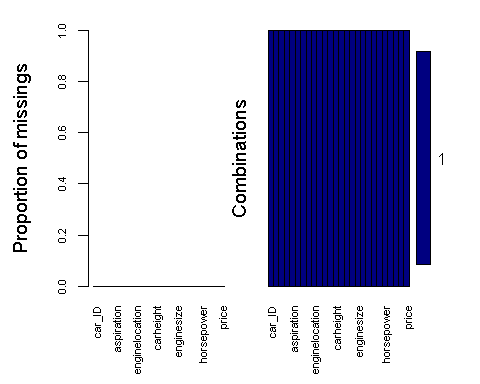 Proportion of missings
1.0
0.8
0.6
0.4
0.2
0.0
car_ID
aspiration
enginelocation
carheight
enginesize
horsepower
price
Combinations
car_ID
aspiration
enginelocation
carheight
enginesize
horsepower
price
1